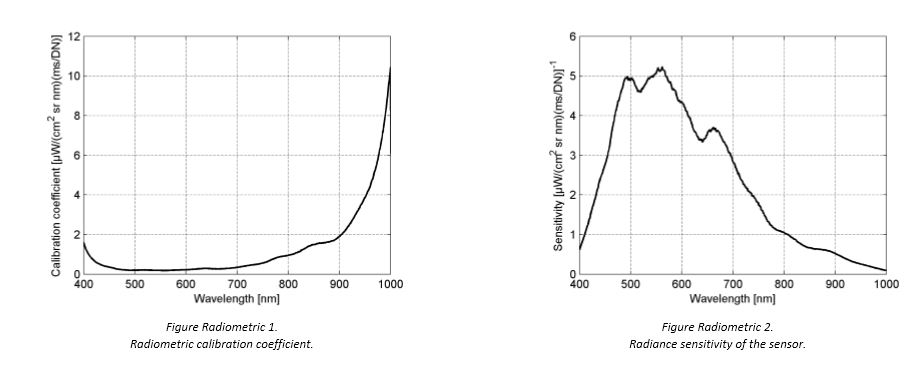 12
10
8
6
4
2
0
400 500 600 700 800 900 1000
Calibration coefficient [µW/(cm² sr nm)(ms/DN)]
Wavelength [nm]
Figure Radiometric 1.
Radiometric calibration coefficient.
6
5
4
3
2
1
0
400 500 600 700 800 900 1000
Sensitivity [µW/(cm² sr nm)(ms/DN)]⁻¹
Wavelength [nm]
Figure Radiometric 2.
Radiance sensitivity of the sensor.